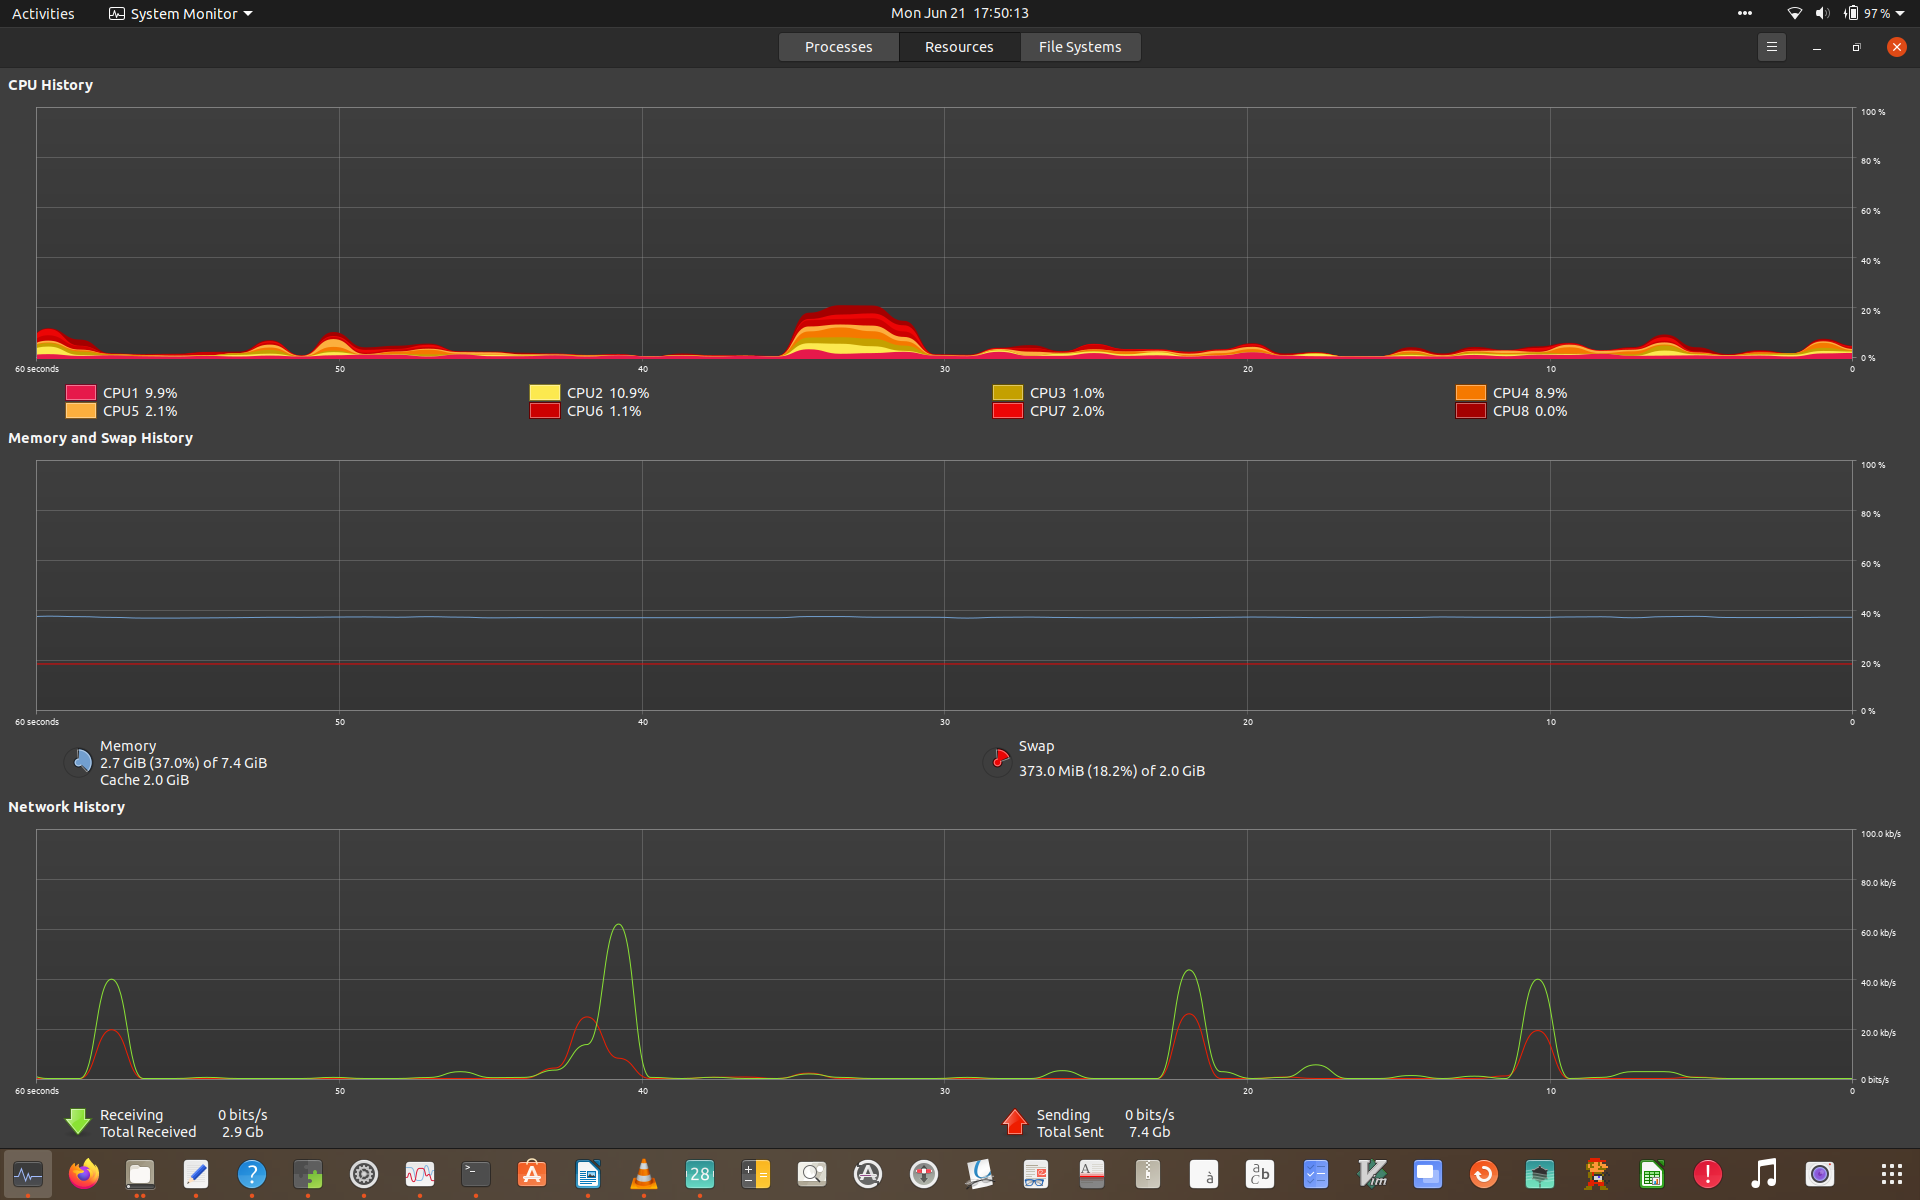 Activities System Monitor Mon Jun 21 17:50:13 97 %
Processes Resources File Systems
CPU History
100 %
80 %
60 %
40 %
20 %
0 %
60 seconds 50 40 30 20 10 0
CPU1 9.9% CPU2 10.9% CPU3 1.0% CPU4 8.9%
CPU5 2.1% CPU6 1.1% CPU7 2.0% CPU8 0.0%
Memory and Swap History
100 %
80 %
60 %
40 %
20 %
0 %
60 seconds 50 40 30 20 10 0
Memory Swap
2.7 GiB (37.0%) of 7.4 GiB 373.0 MiB (18.2%) of 2.0 GiB
Cache 2.0 GiB
Network History
100.0 kb/s
80.0 kb/s
60.0 kb/s
40.0 kb/s
20.0 kb/s
0 bits/s
60 seconds 50 40 30 20 10 0
Receiving 0 bits/s Sending 0 bits/s
Total Received 2.9 Gb Total Sent 7.4 Gb
? >_ A 28 A à a b c Vim !